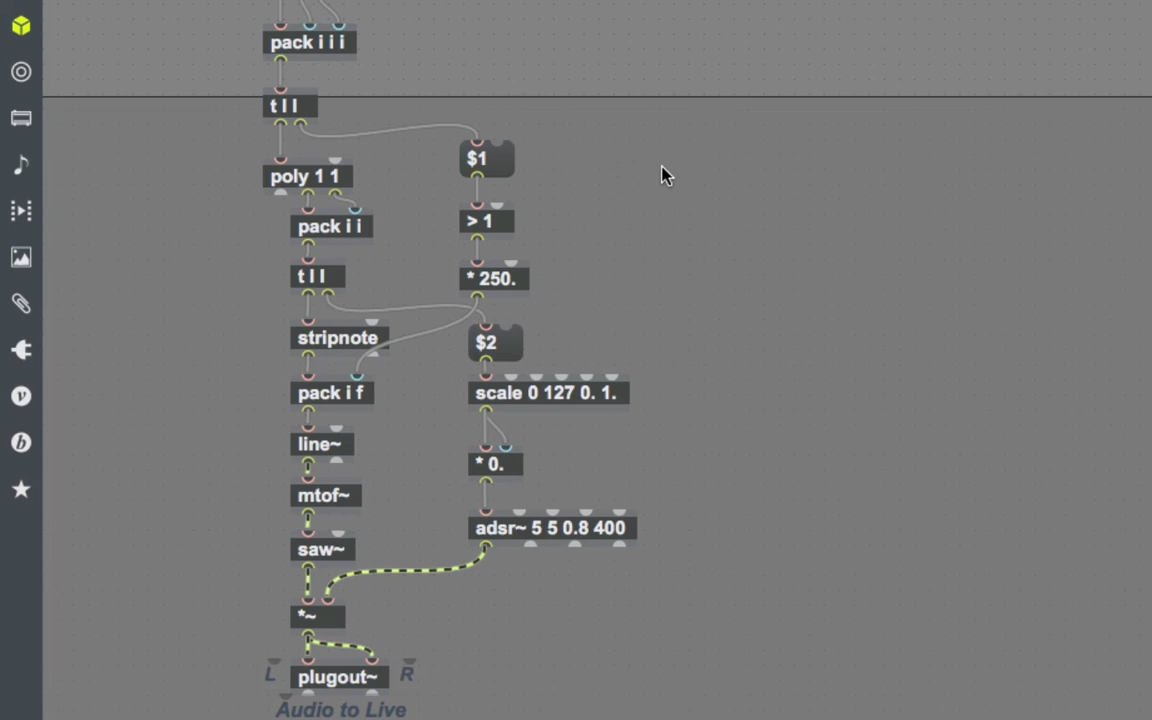 pack i i i
t l l
poly 1 1
$1
pack i i
> 1
t l l
* 250.
stripnote
$2
pack i f
scale 0 127 0. 1.
line~
* 0.
mtof~
adsr~ 5 5 0.8 400
saw~
*~
L
plugout~
R
Audio to Live
v
b